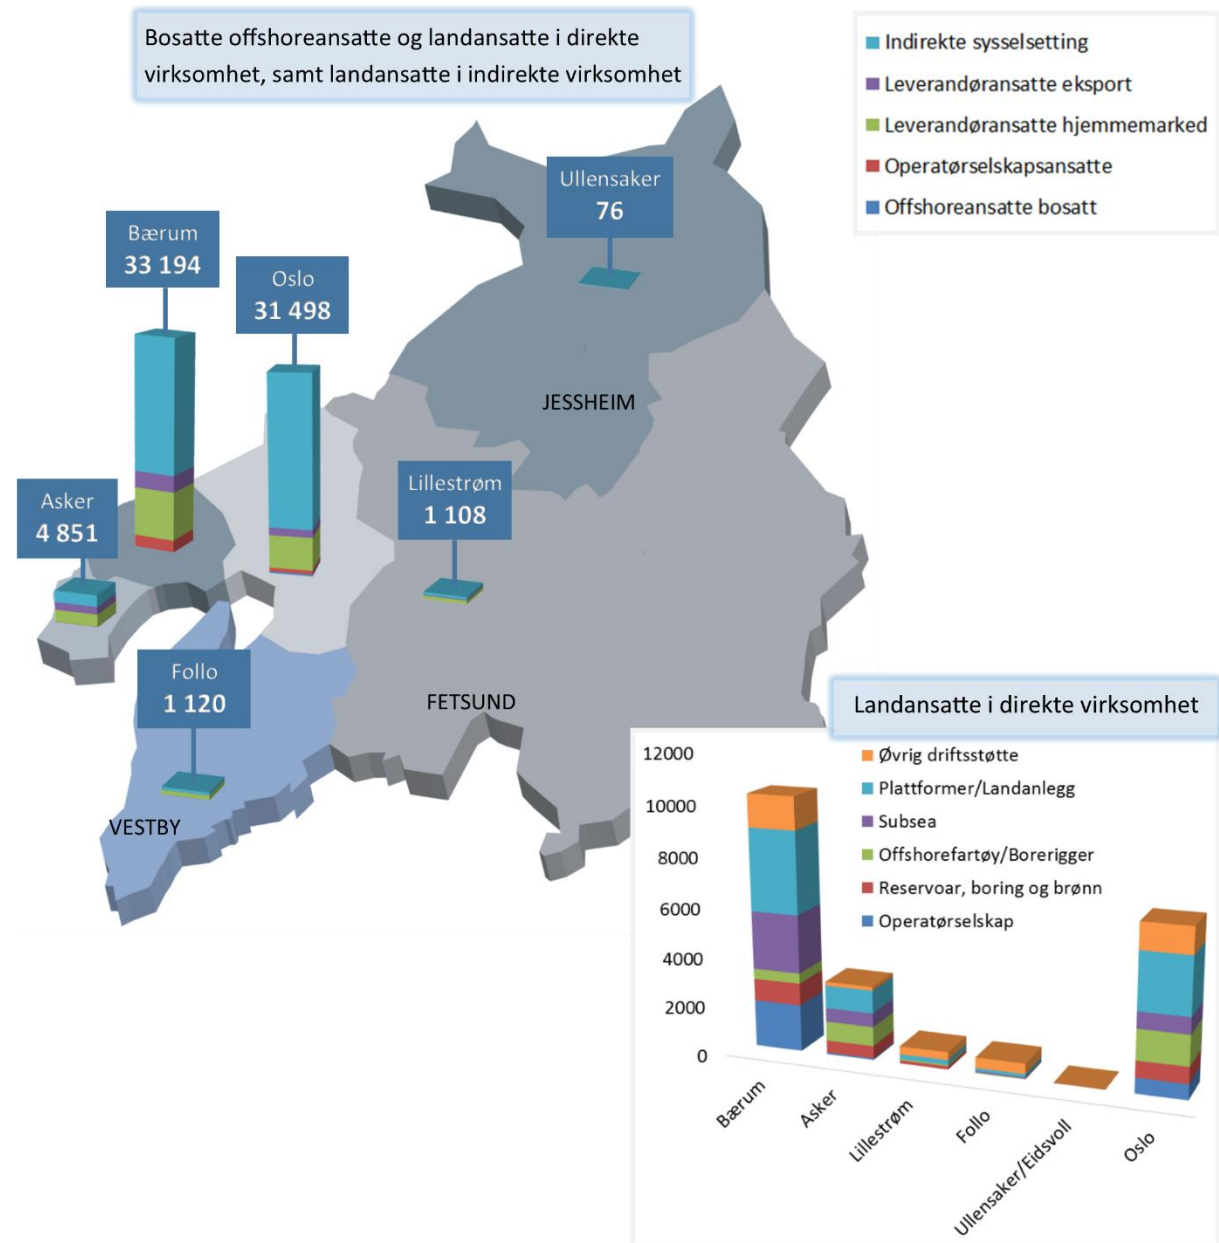 Bosatte offshoreansatte og landansatte i direkte
virksomhet, samt landansatte i indirekte virksomhet
Indirekte sysselsetting
Leverandøransatte eksport
Leverandøransatte hjemmemarked
Operatørselskapsansatte
Offshoreansatte bosatt
Ullensaker
76
Bærum
33 194
Oslo
31 498
JESSHEIM
Asker
4 851
Lillestrøm
1 108
Follo
1 120
FETSUND
VESTBY
Landansatte i direkte virksomhet
12000
10000
8000
6000
4000
2000
0
Øvrig driftsstøtte
Plattformer/Landanlegg
Subsea
Offshorefartøy/Borerigger
Reservoar, boring og brønn
Operatørselskap
Bærum
Asker
Lillestrøm
Follo
Ullensaker/Eidsvoll
Oslo